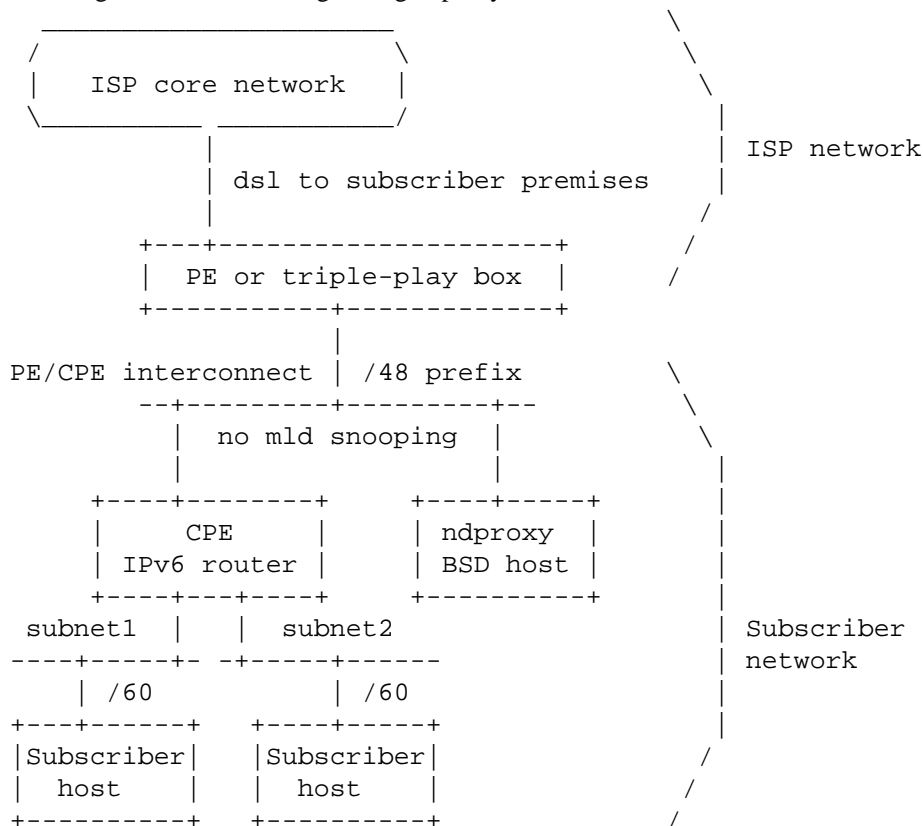 ISP core network
ISP network
dsl to subscriber premises
PE or triple-play box
PE/CPE interconnect /48 prefix
no mld snooping
CPE ndproxy
IPv6 router BSD host
subnet1 subnet2 Subscriber
network
/60 /60
Subscriber Subscriber
host host